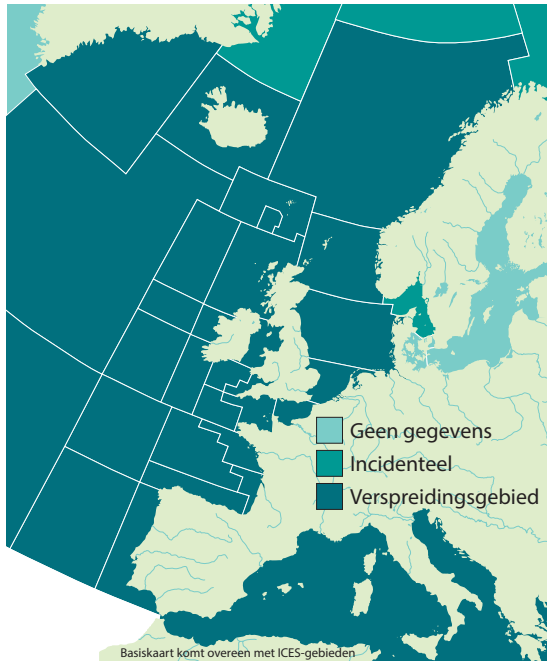 Geen gegevens
Incidenteel
Verspreidingsgebied
Basiskaart komt overeen met ICES-gebieden